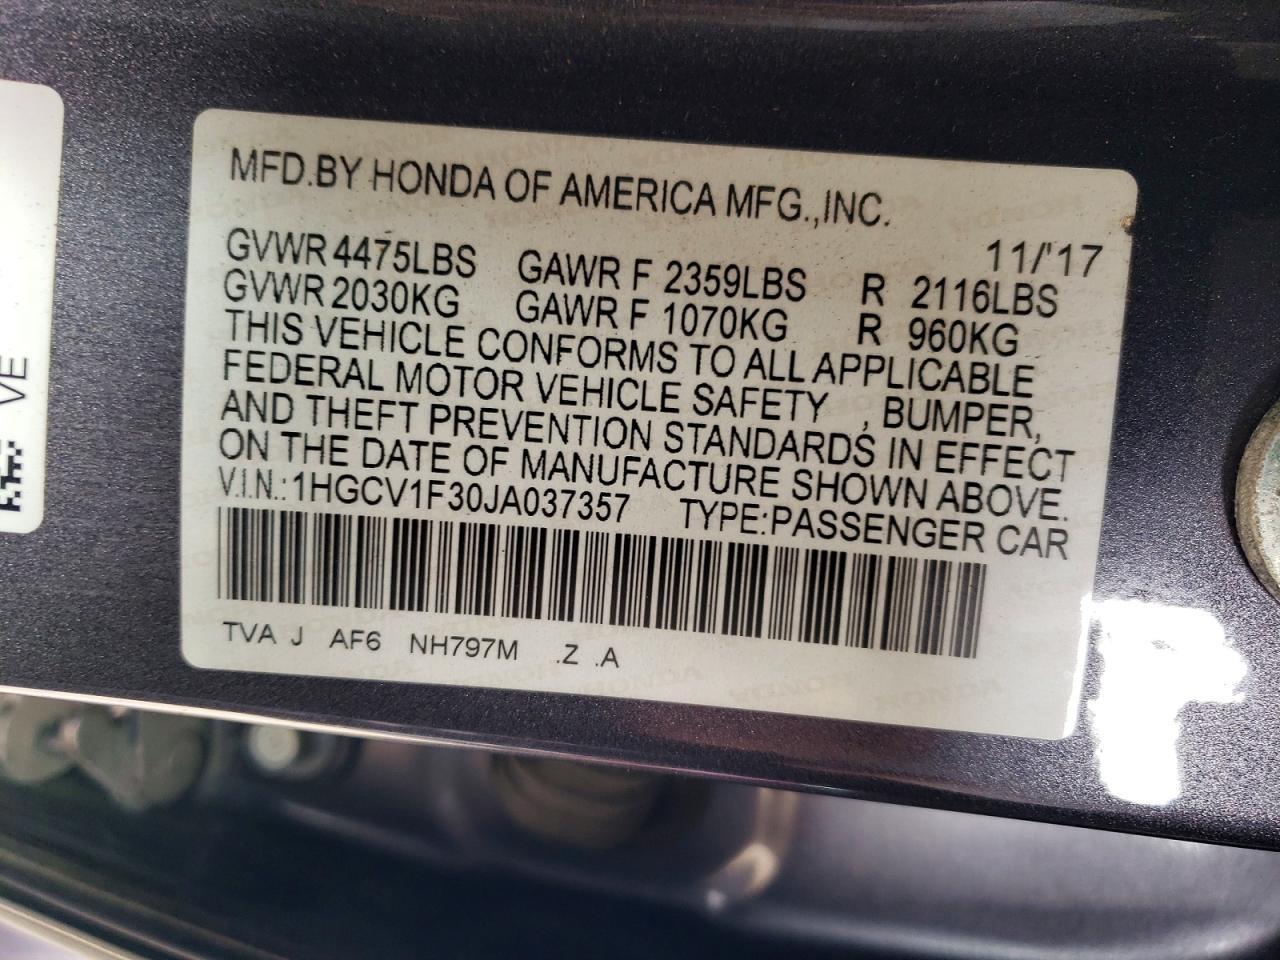 MFD.BY HONDA OF AMERICA MFG.,INC.
11/'17
GVWR 4475LBS GAWR F 2359LBS R 2116LBS
GVWR 2030KG GAWR F 1070KG R 960KG
THIS VEHICLE CONFORMS TO ALL APPLICABLE
FEDERAL MOTOR VEHICLE SAFETY , BUMPER,
AND THEFT PREVENTION STANDARDS IN EFFECT
ON THE DATE OF MANUFACTURE SHOWN ABOVE.
V.I.N.: 1HGCV1F30JA037357 TYPE:PASSENGER CAR
TVA J AF6 NH797M .Z .A
VE